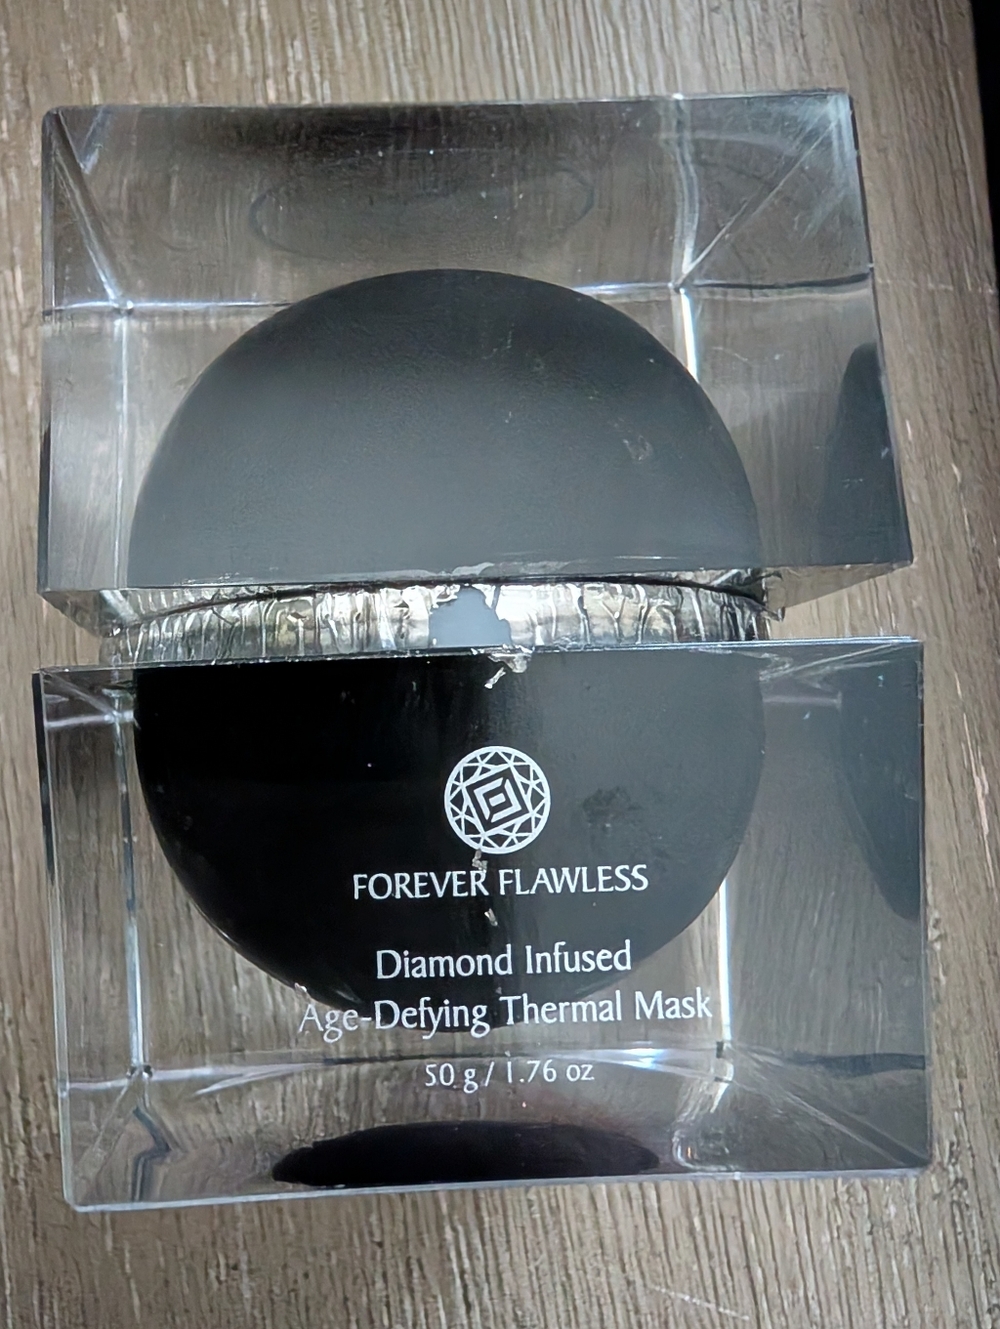 FOREVER FLAWLESS
Diamond Infused
Age-Defying Thermal Mask
50 g / 1.76 oz